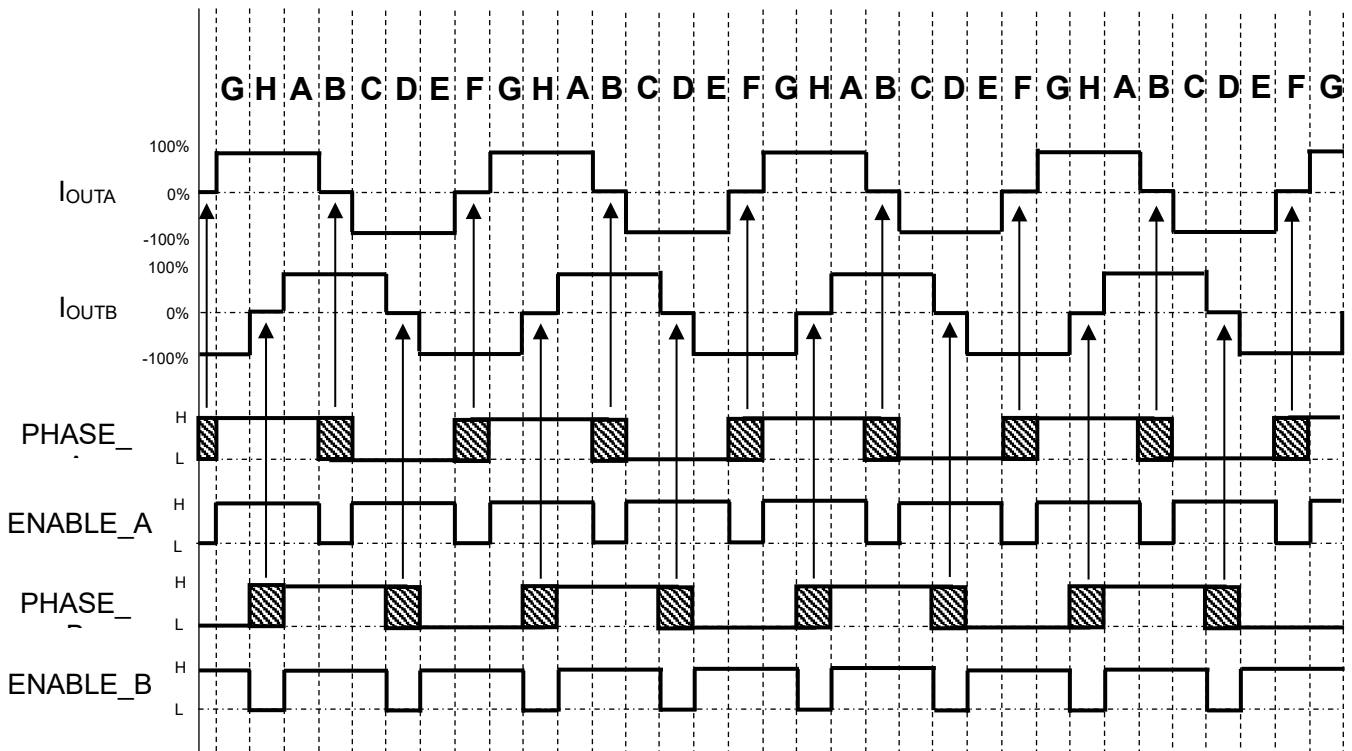 G H A B C D E F G H A B C D E F G H A B C D E F G H A B C D E F G
100%
IOUTA
0%
-100%
100%
IOUTB
0%
-100%
H
PHASE_
L
H
ENABLE_A
L
H
PHASE_
L
H
ENABLE_B
L